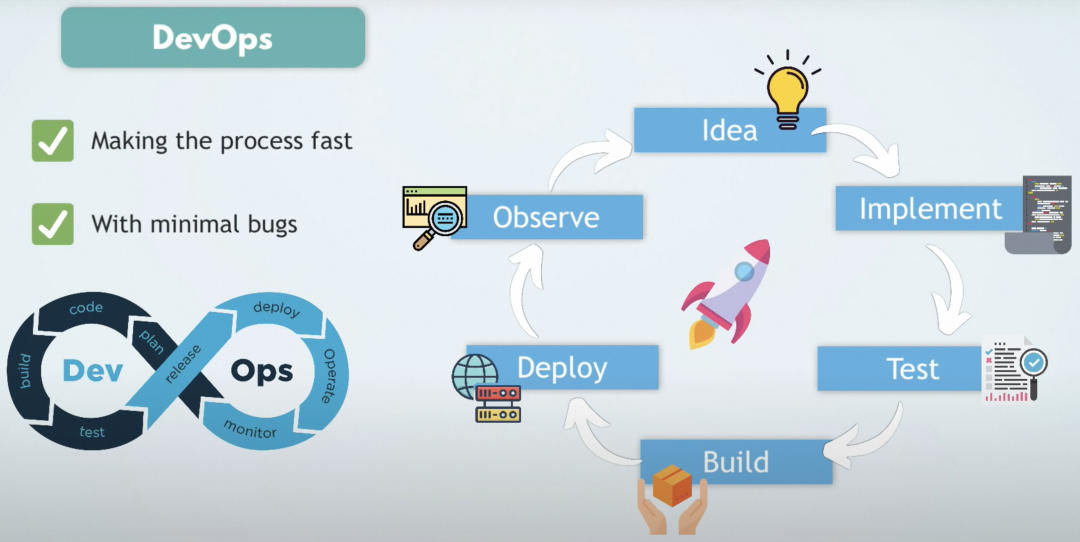 DevOps
Making the process fast
With minimal bugs
code
plan
build
Dev
test
release
deploy
Ops
Operate
monitor
Idea
Implement
Test
Build
Deploy
Observe